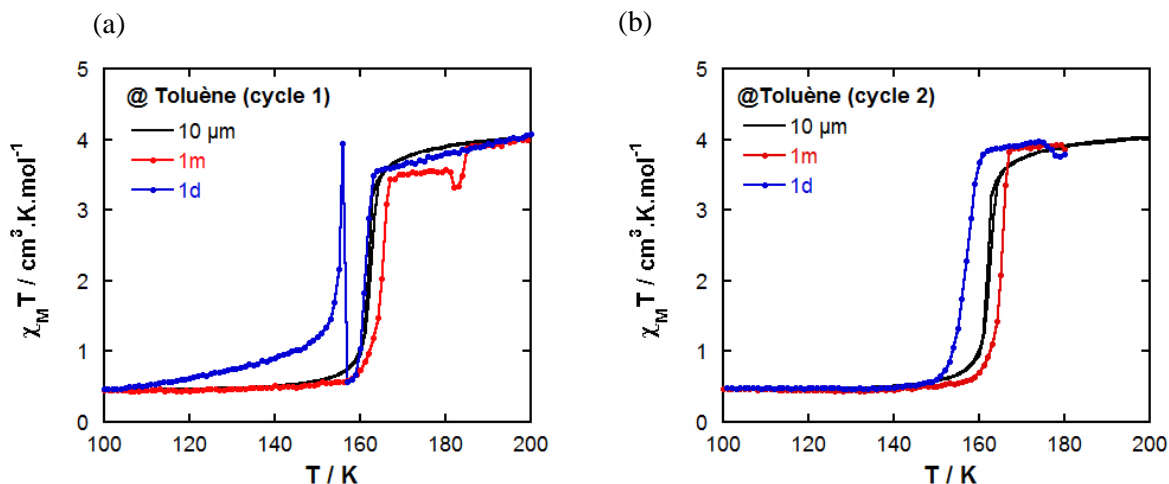 (a)
@ Toluène (cycle 1)
10 µm
1m
1d
5
4
3
2
1
0
100 120 140 160 180 200
T / K
χMT / cm³.K.mol⁻¹
(b)
@Toluène (cycle 2)
10 µm
1m
1d
5
4
3
2
1
0
100 120 140 160 180 200
T / K
χMT / cm³.K.mol⁻¹